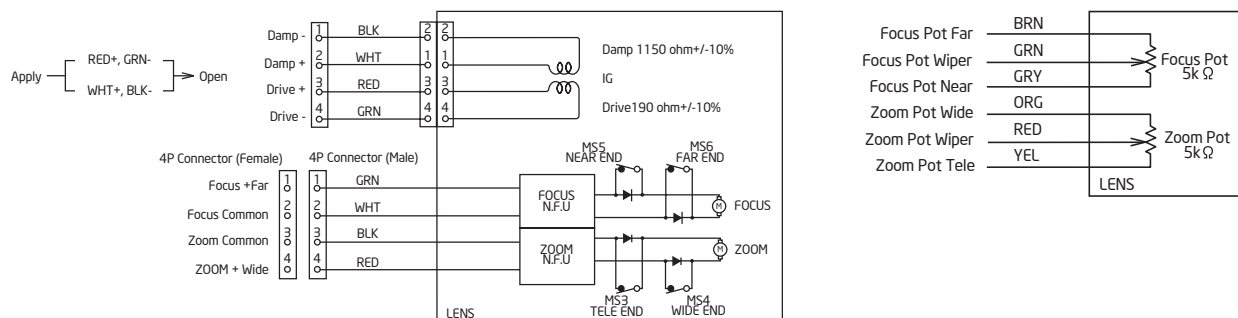 Apply
RED+, GRN-
WHT+, BLK-
Open
Damp - 1 BLK 2 2
Damp + 2 WHT 1 1
Drive + 3 RED 3 3
Drive - 4 GRN 4 4
Damp 1150 ohm+/-10%
IG
Drive190 ohm+/-10%
4P Connector (Female)
4P Connector (Male)
Focus +Far 1 1 GRN
Focus Common 2 2 WHT
Zoom Common 3 3 BLK
ZOOM + Wide 4 4 RED
FOCUS
N.F.U
ZOOM
N.F.U
MS5
NEAR END
MS6
FAR END
M FOCUS
M ZOOM
MS3
TELE END
MS4
WIDE END
LENS
Focus Pot Far BRN
Focus Pot Wiper GRN
Focus Pot Near GRY
Zoom Pot Wide ORG
Zoom Pot Wiper RED
Zoom Pot Tele YEL
Focus Pot
5k Ω
Zoom Pot
5k Ω
LENS